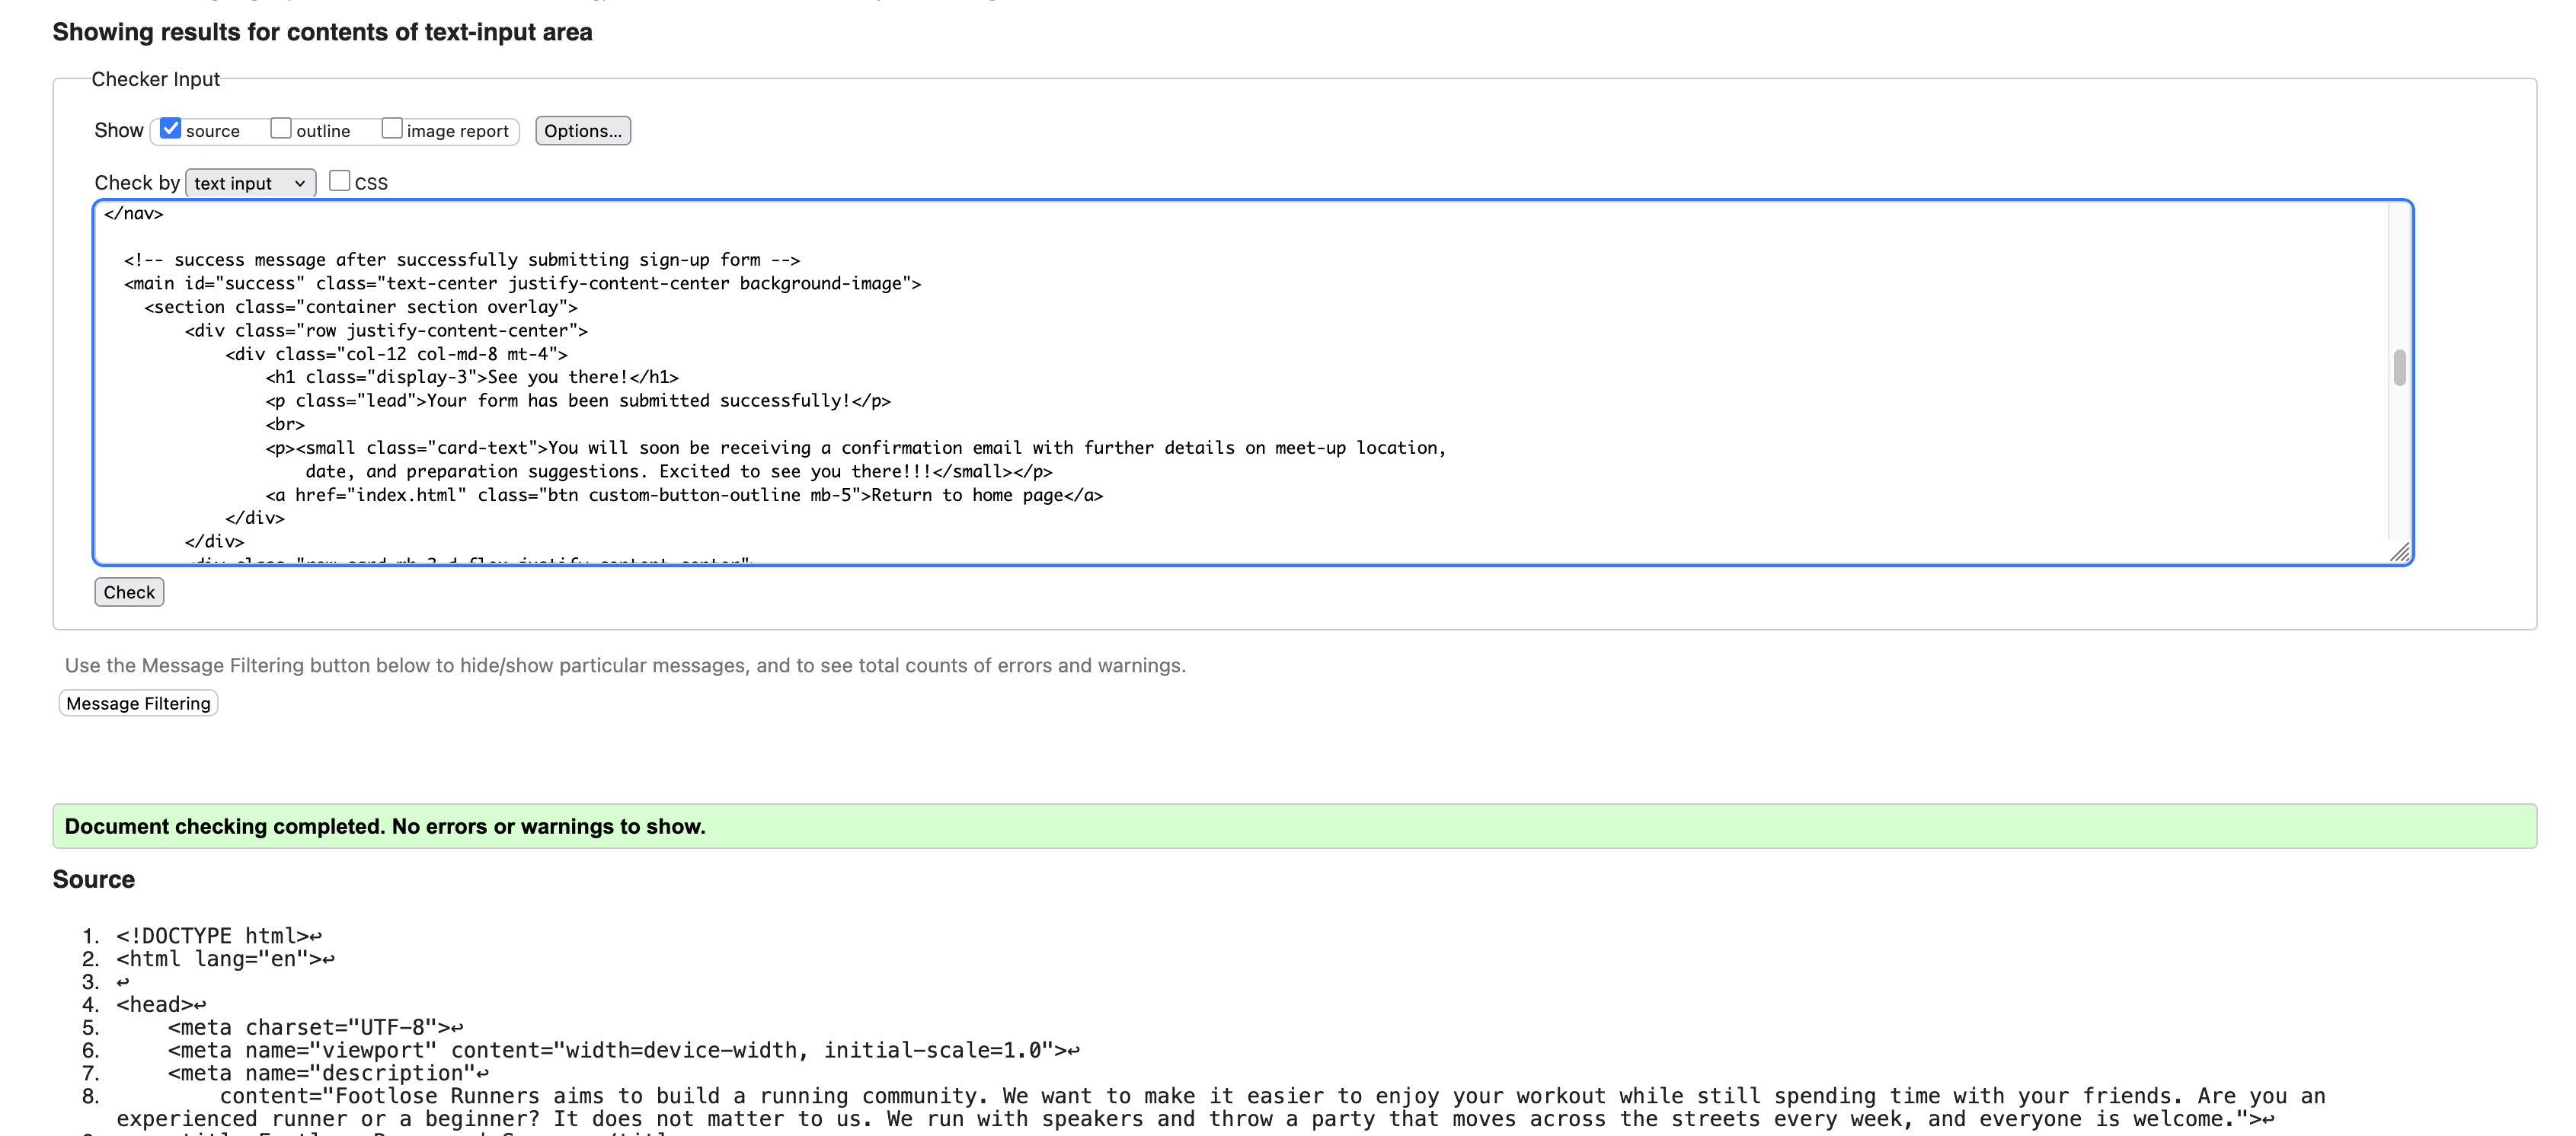 Showing results for contents of text-input area
Checker Input
Show source outline image report Options...
Check by text input CSS
</nav>
<!-- success message after successfully submitting sign-up form -->
<main id="success" class="text-center justify-content-center background-image">
<section class="container section overlay">
<div class="row justify-content-center">
<div class="col-12 col-md-8 mt-4">
<h1 class="display-3">See you there!</h1>
<p class="lead">Your form has been submitted successfully!</p>
<br>
<p><small class="card-text">You will soon be receiving a confirmation email with further details on meet-up location,
date, and preparation suggestions. Excited to see you there!!!</small></p>
<a href="index.html" class="btn custom-button-outline mb-5">Return to home page</a>
</div>
</div>
Check
Use the Message Filtering button below to hide/show particular messages, and to see total counts of errors and warnings.
Message Filtering
Document checking completed. No errors or warnings to show.
Source
1. <!DOCTYPE html>↩
2. <html lang="en">↩
3. ↩
4. <head>↩
5. <meta charset="UTF-8">↩
6. <meta name="viewport" content="width=device-width, initial-scale=1.0">↩
7. <meta name="description"↩
8. content="Footlose Runners aims to build a running community. We want to make it easier to enjoy your workout while still spending time with your friends. Are you an
experienced runner or a beginner? It does not matter to us. We run with speakers and throw a party that moves across the streets every week, and everyone is welcome.">↩